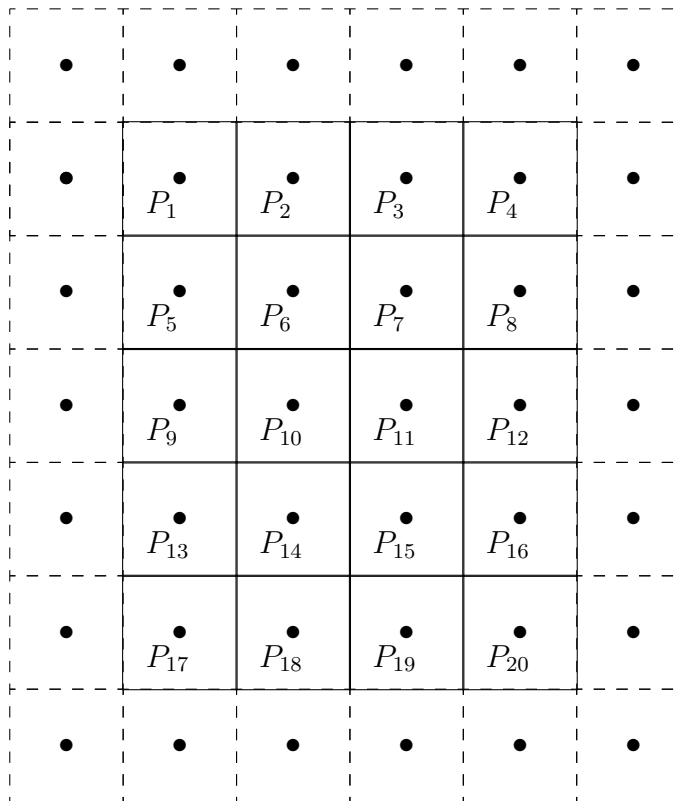 P₁ P₂ P₃ P₄
P₅ P₆ P₇ P₈
P₉ P₁₀ P₁₁ P₁₂
P₁₃ P₁₄ P₁₅ P₁₆
P₁₇ P₁₈ P₁₉ P₂₀